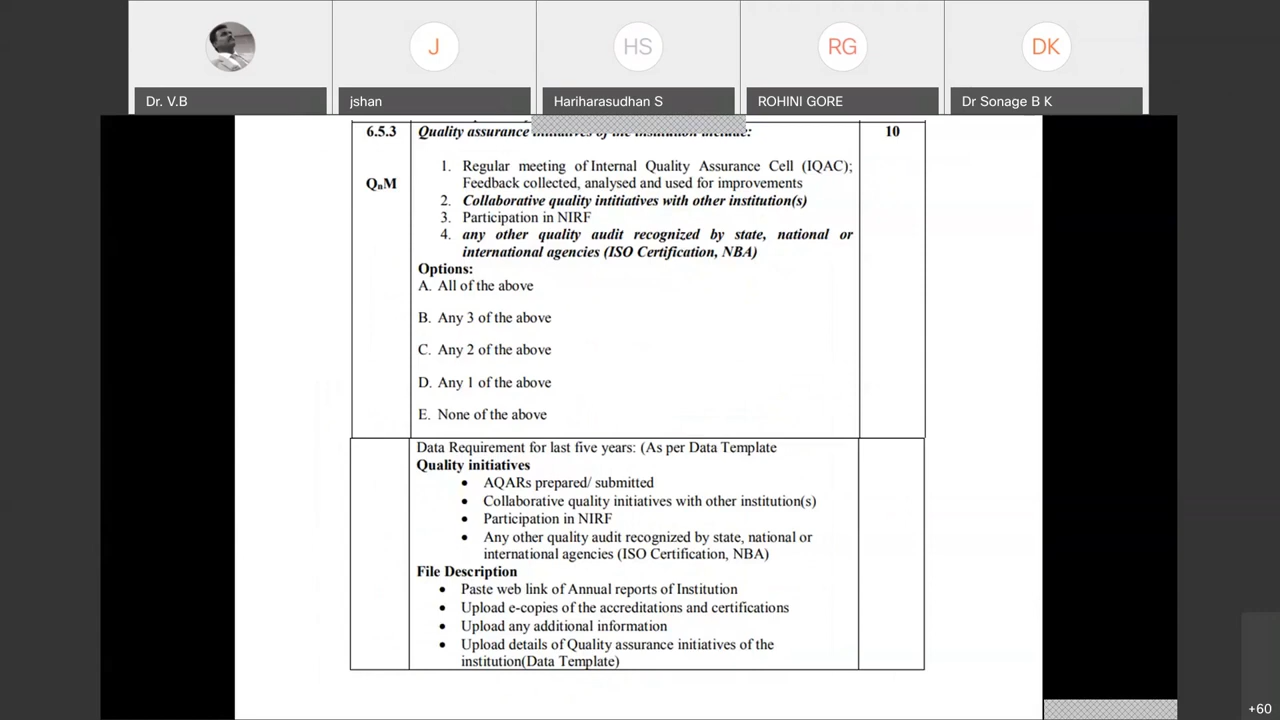 J
HS
RG
DK
Dr. V.B
jshan
Hariharasudhan S
ROHINI GORE
Dr Sonage B K
6.5.3
Quality assurance initiatives of the institution include:
10
QnM
1. Regular meeting of Internal Quality Assurance Cell (IQAC);
Feedback collected, analysed and used for improvements
2. Collaborative quality intitiatives with other institution(s)
3. Participation in NIRF
4. any other quality audit recognized by state, national or
international agencies (ISO Certification, NBA)
Options:
A. All of the above
B. Any 3 of the above
C. Any 2 of the above
D. Any 1 of the above
E. None of the above
Data Requirement for last five years: (As per Data Template
Quality initiatives
• AQARs prepared/ submitted
• Collaborative quality initiatives with other institution(s)
• Participation in NIRF
• Any other quality audit recognized by state, national or
international agencies (ISO Certification, NBA)
File Description
• Paste web link of Annual reports of Institution
• Upload e-copies of the accreditations and certifications
• Upload any additional information
• Upload details of Quality assurance initiatives of the
institution(Data Template)
+60